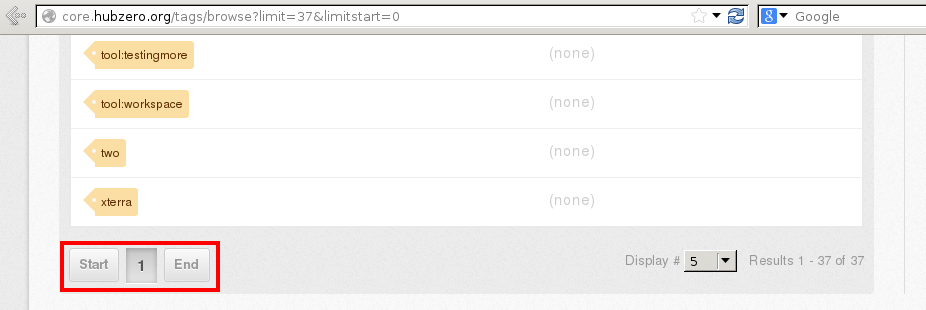 core.hubzero.org/tags/browse?limit=37&limitstart=0 Google
tool:testingmore (none)
tool:workspace (none)
two (none)
xterra (none)
Start 1 End Display # 5 Results 1 - 37 of 37